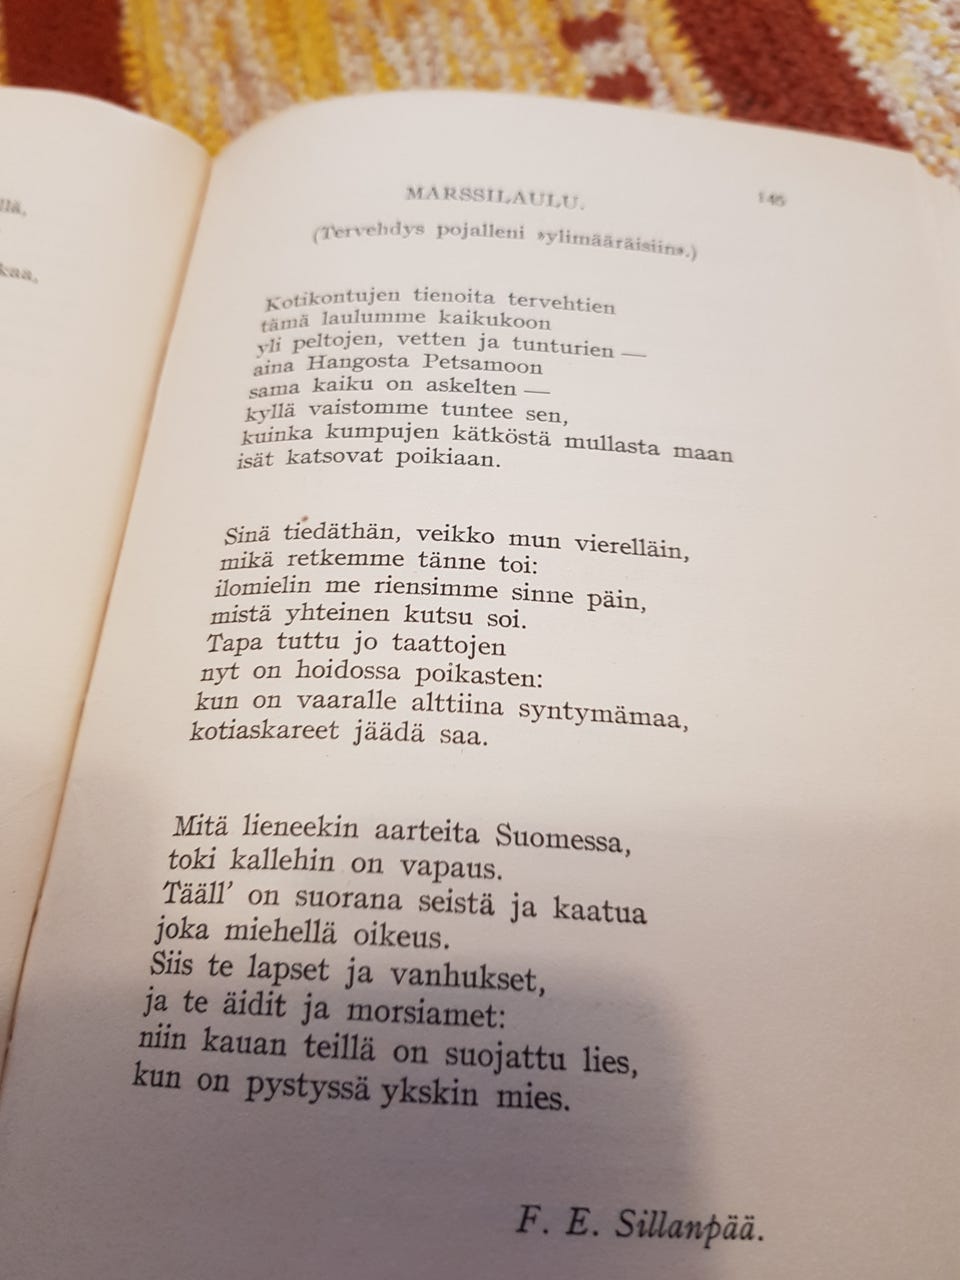 llä,
kaa,
MARSSILAULU.
145
(Tervehdys pojalleni »ylimääräisiin».)
Kotikontujen tienoita tervehtien
tämä laulumme kaikukoon
yli peltojen, vetten ja tunturien —
aina Hangosta Petsamoon
sama kaiku on askelten —
kyllä vaistomme tuntee sen,
kuinka kumpujen kätköstä mullasta maan
isät katsovat poikiaan.
Sinä tiedäthän, veikko mun vierelläin,
mikä retkemme tänne toi:
ilomielin me riensimme sinne päin,
mistä yhteinen kutsu soi.
Tapa tuttu jo taattojen
nyt on hoidossa poikasten:
kun on vaaralle alttiina syntymämaa,
kotiaskareet jäädä saa.
Mitä lieneekin aarteita Suomessa,
toki kallehin on vapaus.
Tääll' on suorana seistä ja kaatua
joka miehellä oikeus.
Siis te lapset ja vanhukset,
ja te äidit ja morsiamet:
niin kauan teillä on suojattu lies,
kun on pystyssä ykskin mies.
F. E. Sillanpää.